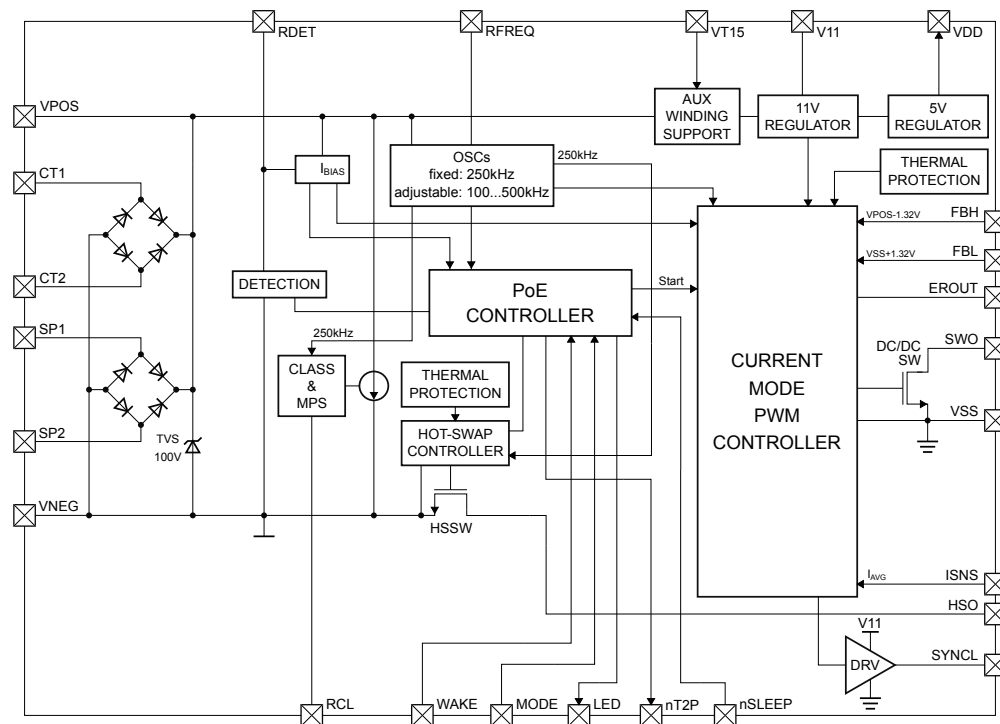 RDET
RFREQ
VT15
V11
VDD
VPOS
AUX
WINDING
SUPPORT
11V
REGULATOR
5V
REGULATOR
CT1
IBIAS
OSCs
fixed: 250kHz
adjustable: 100...500kHz
250kHz
THERMAL
PROTECTION
VPOS-1.32V
FBH
VSS+1.32V
FBL
CT2
DETECTION
PoE
CONTROLLER
Start
EROUT
SP1
250kHz
CLASS
&
MPS
THERMAL
PROTECTION
CURRENT
MODE
PWM
CONTROLLER
DC/DC
SW
SWO
SP2
TVS
100V
HOT-SWAP
CONTROLLER
VSS
VNEG
HSSW
IAVG
ISNS
HSO
V11
DRV
SYNCL
RCL
WAKE
MODE
LED
nT2P
nSLEEP